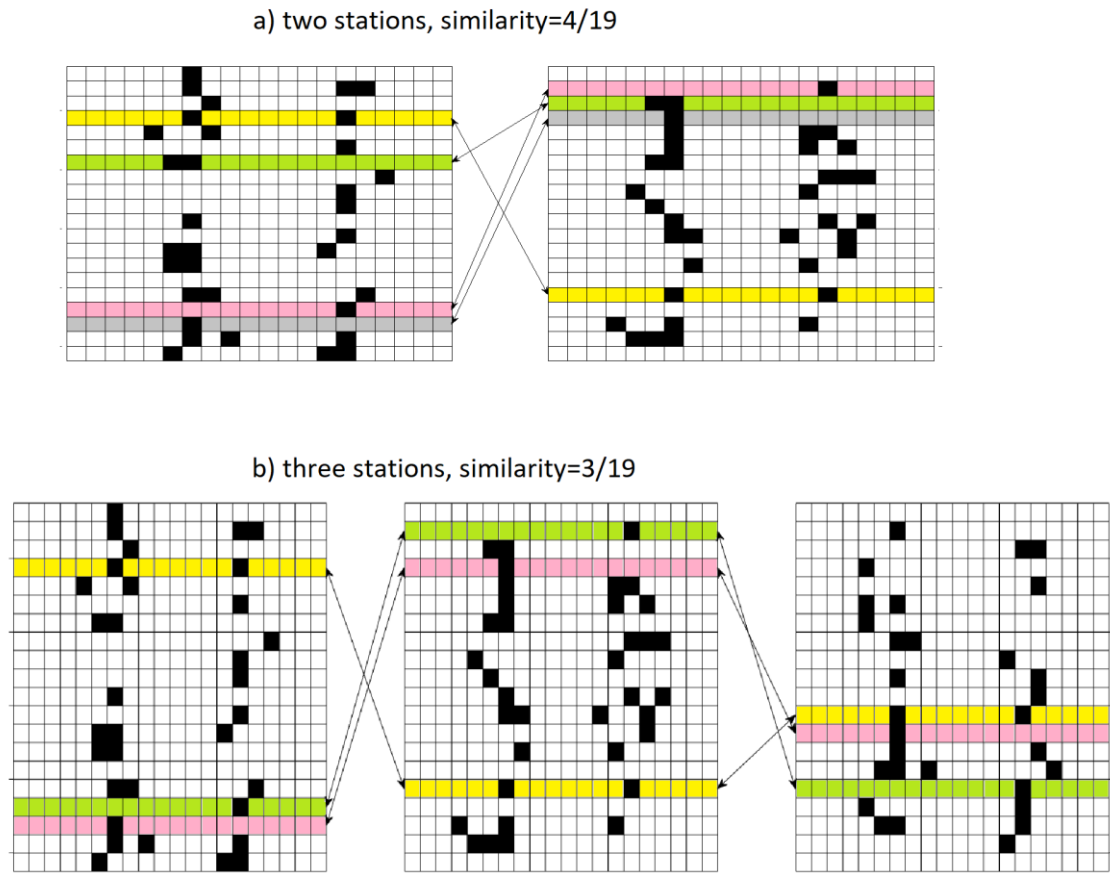 a) two stations, similarity=4/19
b) three stations, similarity=3/19